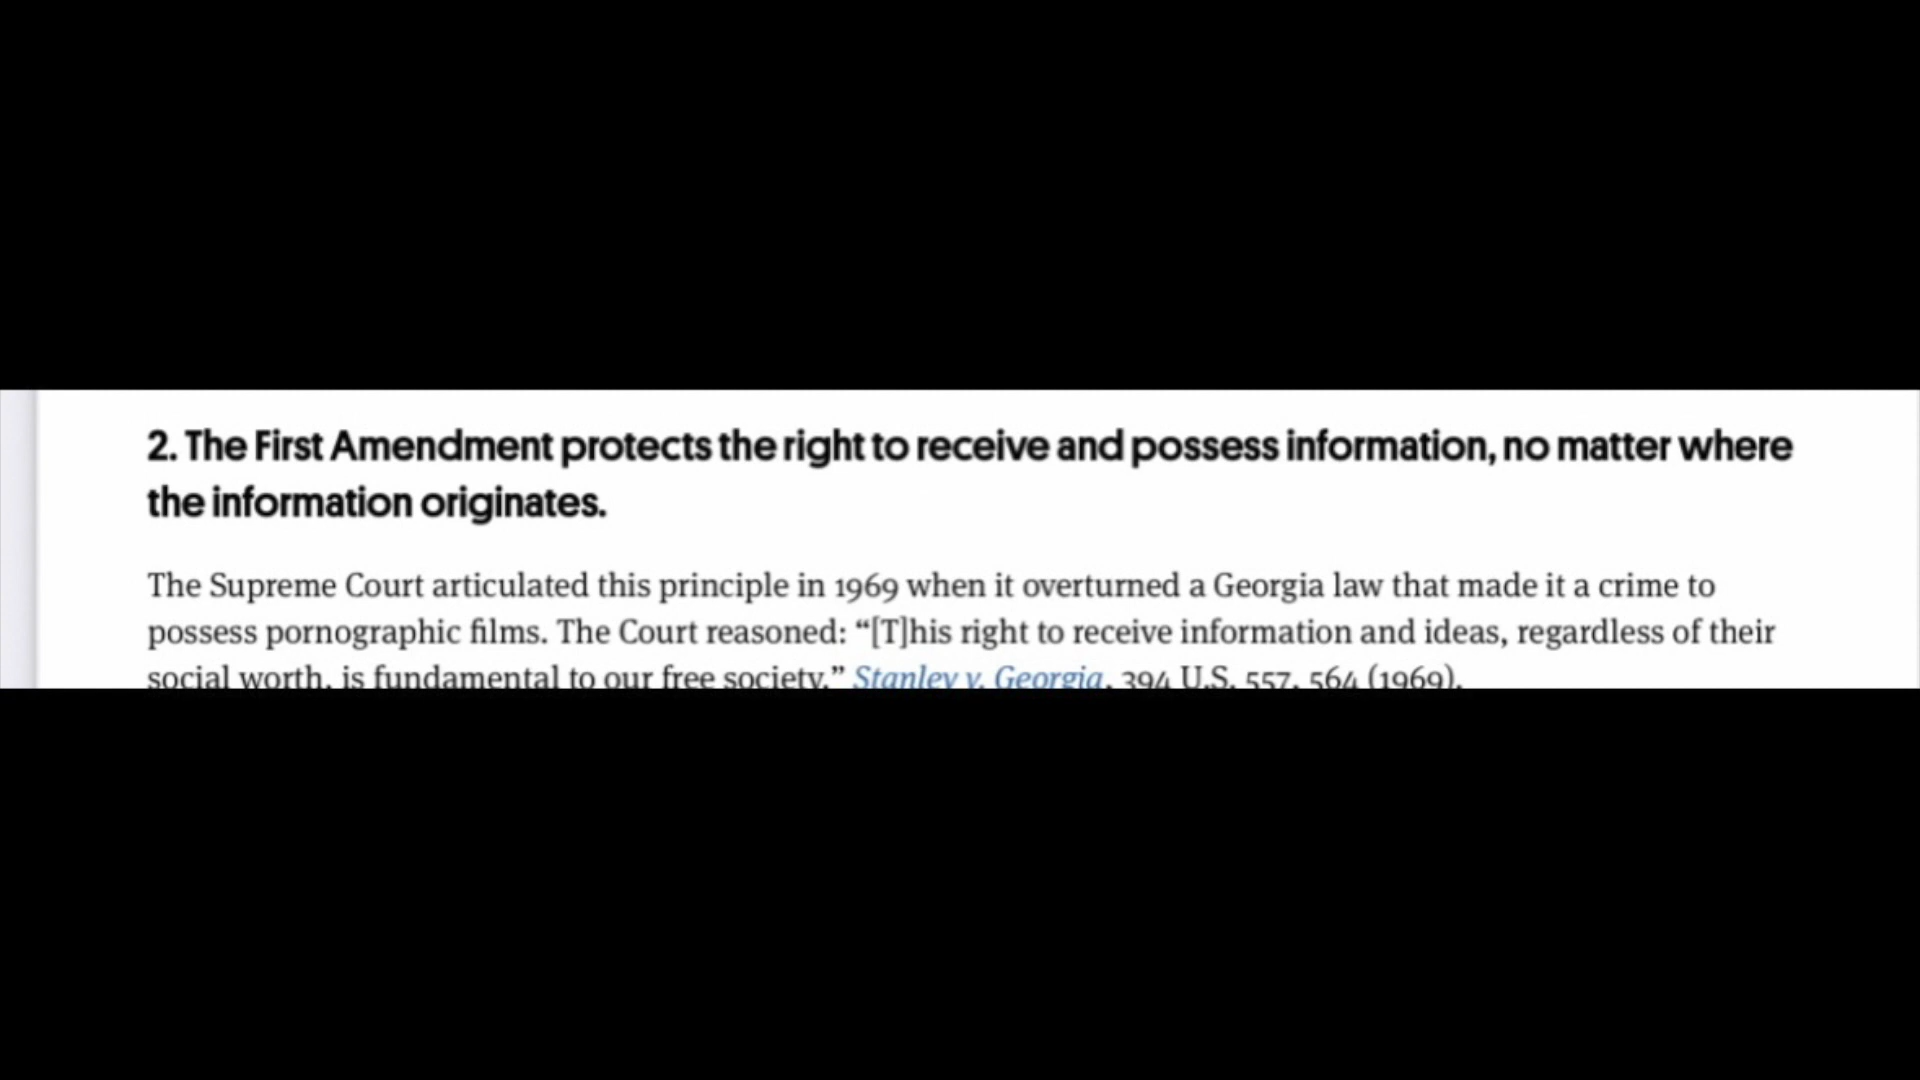 2. The First Amendment protects the right to receive and possess information, no matter where
the information originates.
The Supreme Court articulated this principle in 1969 when it overturned a Georgia law that made it a crime to
possess pornographic films. The Court reasoned: “[T]his right to receive information and ideas, regardless of their
social worth, is fundamental to our free society.” Stanley v. Georgia, 394 U.S. 557, 564 (1969).